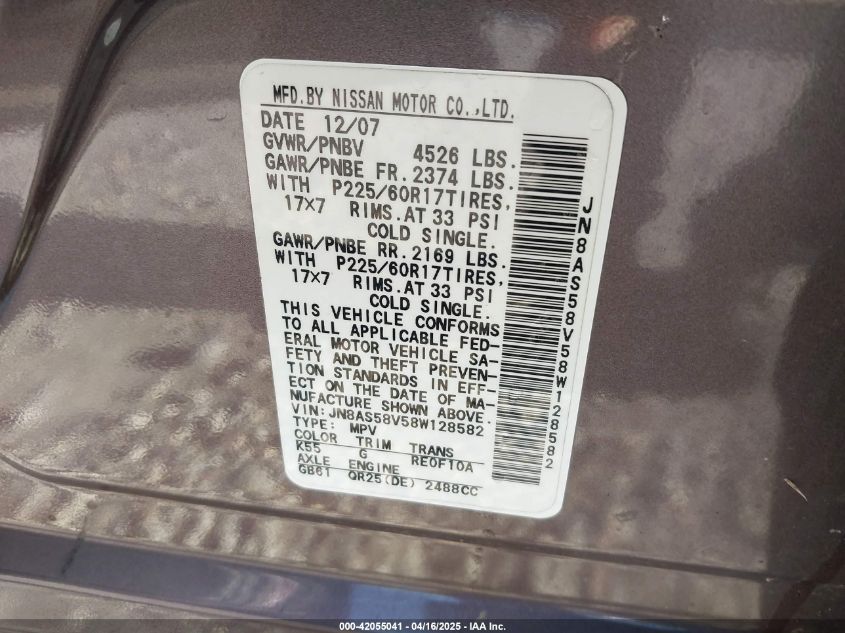 MFD.BY NISSAN MOTOR CO.,LTD.
DATE 12/07
GVWR/PNBV 4526 LBS.
GAWR/PNBE FR. 2374 LBS.
WITH P225/60R17TIRES,
17X7 RIMS.AT 33 PSI
COLD SINGLE.
GAWR/PNBE RR. 2169 LBS.
WITH P225/60R17TIRES,
17X7 RIMS.AT 33 PSI
COLD SINGLE.
THIS VEHICLE CONFORMS
TO ALL APPLICABLE FED-
ERAL MOTOR VEHICLE SA-
FETY AND THEFT PREVEN-
TION STANDARDS IN EFF-
ECT ON THE DATE OF MA-
NUFACTURE SHOWN ABOVE.
VIN: JN8AS58V58W128582
TYPE: MPV
COLOR TRIM TRANS
K55 G RE0F10A
AXLE ENGINE
GB61 QR25(DE) 2488CC
JN8AS58V58W128582
000-42055041 - 04/16/2025 - IAA Inc.